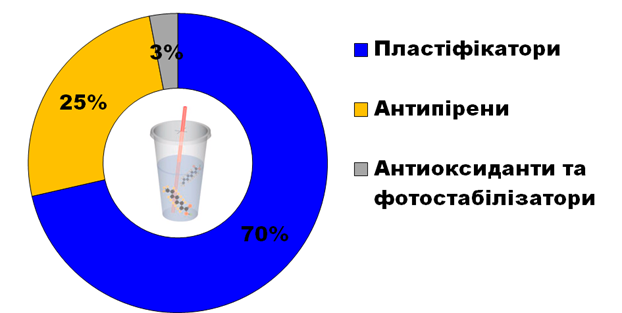 3%
25%
70%
Пластіфікатори
Антипірени
Антиоксиданти та
фотостабілізатори